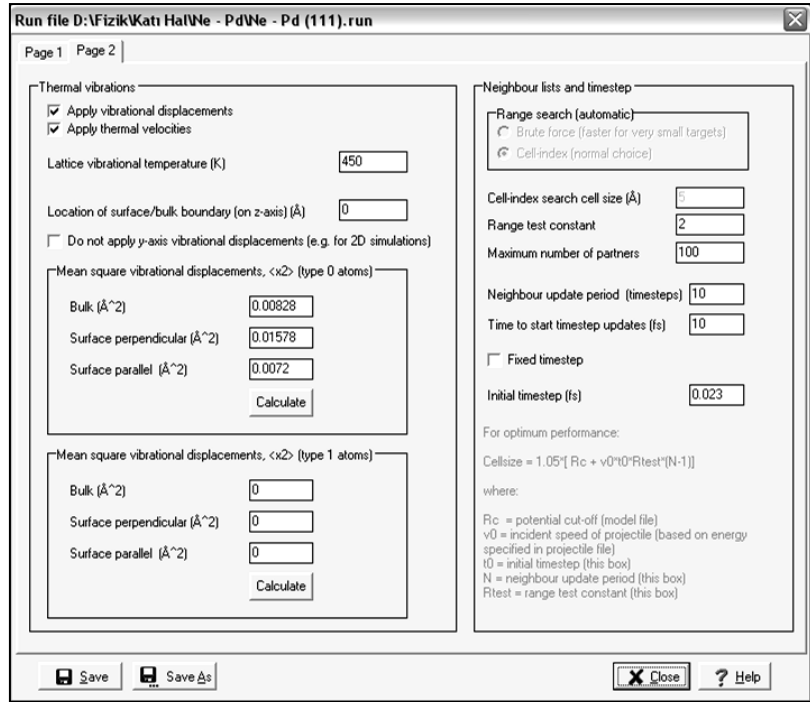 Run file D:\Fizik\Katı Hal\Ne - Pd\Ne - Pd (111).run
Page 1
Page 2
Thermal vibrations
Apply vibrational displacements
Apply thermal velocities
Lattice vibrational temperature (K)
450
Location of surface/bulk boundary (on z-axis) (Å)
0
Do not apply y-axis vibrational displacements (e.g. for 2D simulations)
Mean square vibrational displacements, <x2> (type 0 atoms)
Bulk (Å^2)
0.00828
Surface perpendicular (Å^2)
0.01578
Surface parallel (Å^2)
0.0072
Calculate
Mean square vibrational displacements, <x2> (type 1 atoms)
Bulk (Å^2)
0
Surface perpendicular (Å^2)
0
Surface parallel (Å^2)
0
Calculate
Neighbour lists and timestep
Range search (automatic)
Brute force (faster for very small targets)
Cell-index (normal choice)
Cell-index search cell size (Å)
5
Range test constant
2
Maximum number of partners
100
Neighbour update period (timesteps)
10
Time to start timestep updates (fs)
10
Fixed timestep
Initial timestep (fs)
0.023
For optimum performance:
Cellsize = 1.05*[ Rc + v0*t0*Rtest*(N-1)]
where:
Rc = potential cut-off (model file)
v0 = incident speed of projectile (based on energy
specified in projectile file)
t0 = initial timestep (this box)
N = neighbour update period (this box)
Rtest = range test constant (this box)
Save
Save As
Close
Help